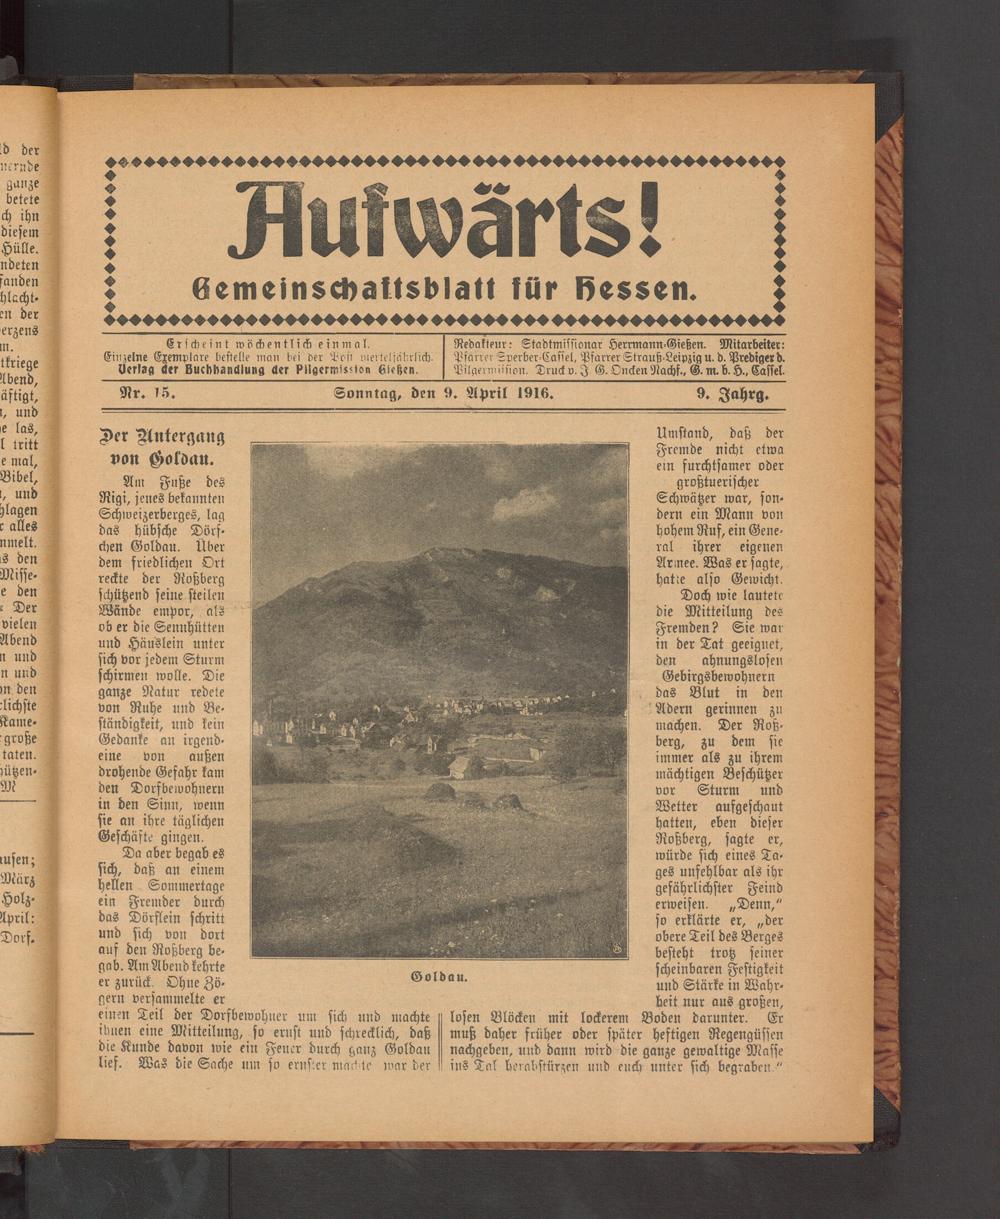 Aufwärts!
Gemeinschaftsblatt für Hessen.
Erscheint wöchentlich einmal.
Einzelne Exemplare bestelle man bei der Post vierteljährlich.
Verlag der Buchhandlung der Pilgermission Gießen.
Redakteur: Stadtmissionar Herrmann-Gießen. Mitarbeiter:
Pfarrer Sperber-Cassel, Pfarrer Strauß-Leipzig u. d. Prediger d.
Pilgermission. Druck v. J. G. Oncken Nachf., G. m. b. H., Cassel.
Nr. 15. Sonntag, den 9. April 1916. 9. Jahrg.
Der Untergang
von Goldau.
Am Fuße des
Rigi, jenes bekannten
Schweizerberges, lag
das hübsche Dörf-
chen Goldau. Über
dem friedlichen Ort
reckte der Roßberg
schützend seine steilen
Wände empor, als
ob er die Sennhütten
und Häuslein unter
sich vor jedem Sturm
schirmen wolle. Die
ganze Natur redete
von Ruhe und Be-
ständigkeit, und kein
Gedanke an irgend-
eine von außen
drohende Gefahr kam
den Dorfbewohnern
in den Sinn, wenn
sie an ihre täglichen
Geschäfte gingen.
Da aber begab es
sich, daß an einem
hellen Sommertage
ein Fremder durch
das Dörflein schritt
und sich von dort
auf den Roßberg be-
gab. Am Abend kehrte
er zurück. Ohne Zö-
gern versammelte er
einen Teil der Dorfbewohner um sich und machte
ihnen eine Mitteilung, so ernst und schrecklich, daß
die Kunde davon wie ein Feuer durch ganz Goldau
lief. Was die Sache um so ernster machte war der
Goldau.
Umstand, daß der
Fremde nicht etwa
ein furchtsamer oder
großtuerischer
Schwätzer war, son-
dern ein Mann von
hohem Ruf, ein Gene-
ral ihrer eigenen
Armee. Was er sagte,
hatte also Gewicht.
Doch wie lautete
die Mitteilung des
Fremden? Sie war
in der Tat geeignet,
den ahnungslosen
Gebirgsbewohnern
das Blut in den
Adern gerinnen zu
machen. Der Roß-
berg, zu dem sie
immer als zu ihrem
mächtigen Beschützer
vor Sturm und
Wetter aufgeschaut
hatten, eben dieser
Roßberg, sagte er,
würde sich eines Ta-
ges unfehlbar als ihr
gefährlichster Feind
erweisen. „Denn,“
so erklärte er, „der
obere Teil des Berges
besteht trotz seiner
scheinbaren Festigkeit
und Stärke in Wahr-
heit nur aus großen,
losen Blöcken mit lockerem Boden darunter. Er
muß daher früher oder später heftigen Regengüssen
nachgeben, und dann wird die ganze gewaltige Masse
ins Tal herabstürzen und euch unter sich begraben.“